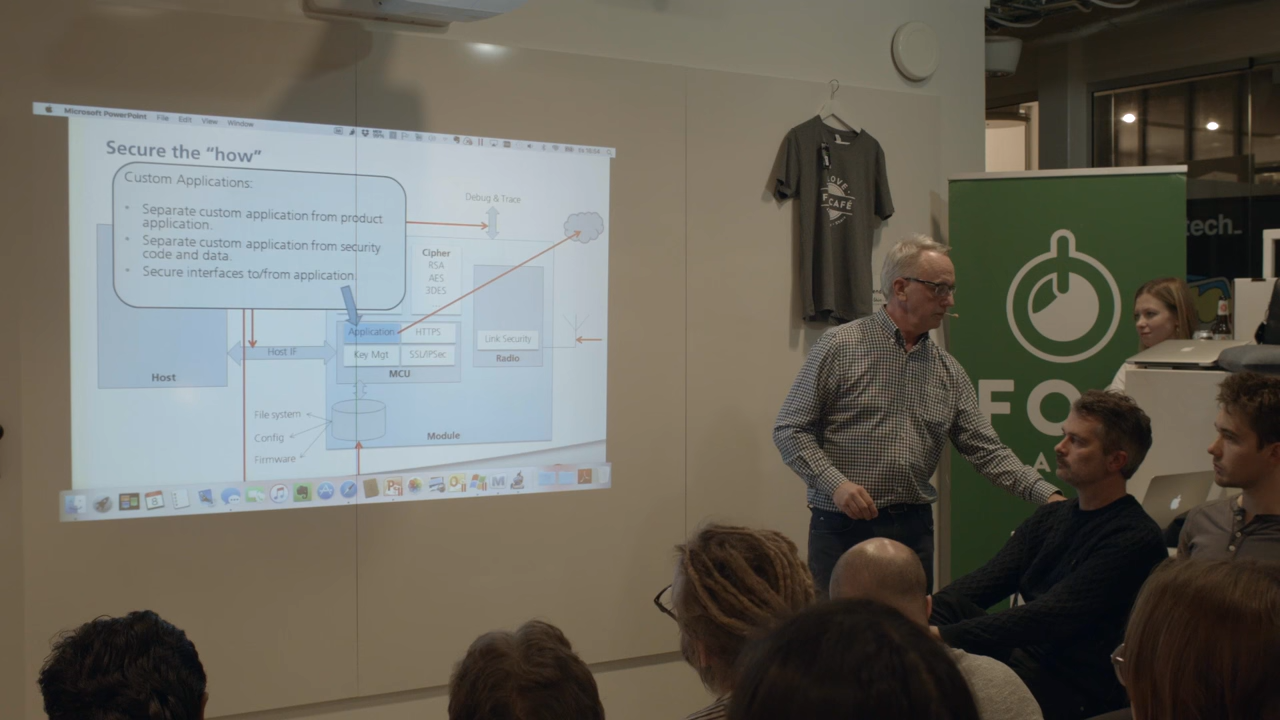 Microsoft PowerPoint File Edit View Window
Secure the “how”
Custom Applications:
• Separate custom application from product
application.
• Separate custom application from security
code and data.
• Secure interfaces to/from application.
Debug & Trace
Cipher
RSA
AES
3DES
Application
HTTPS
Key Mgt
SSL/IPSec
MCU
Link Security
Radio
Host IF
Host
File system
Config
Firmware
Module
LOVE
CAFÉ
tech_
FO
A